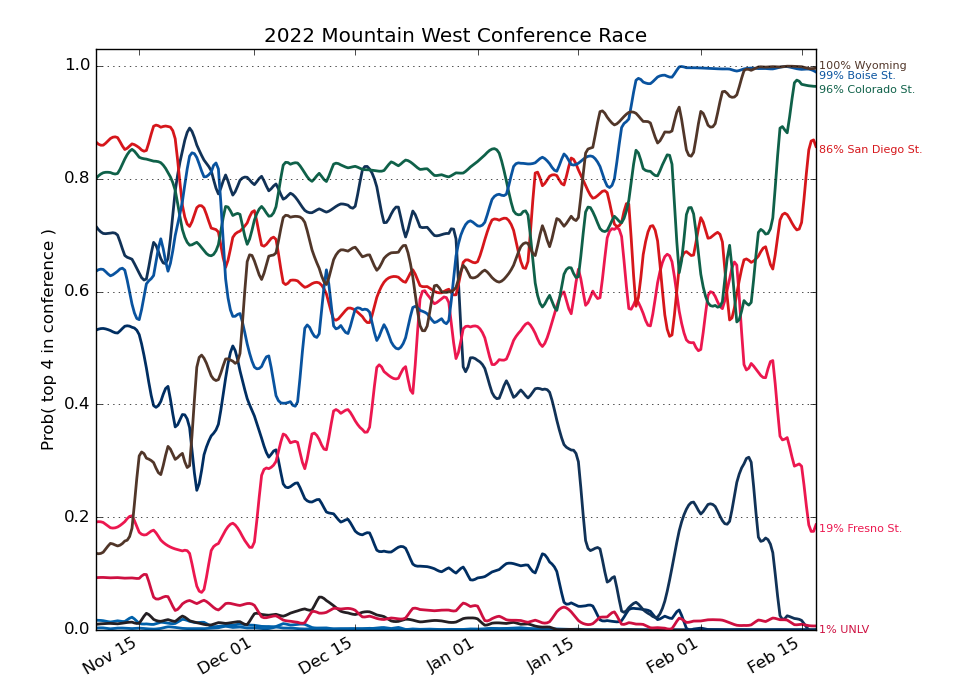 2022 Mountain West Conference Race
Prob( top 4 in conference )
1.0
0.8
0.6
0.4
0.2
0.0
Nov 15
Dec 01
Dec 15
Jan 01
Jan 15
Feb 01
Feb 15
100% Wyoming
99% Boise St.
96% Colorado St.
86% San Diego St.
19% Fresno St.
1% UNLV